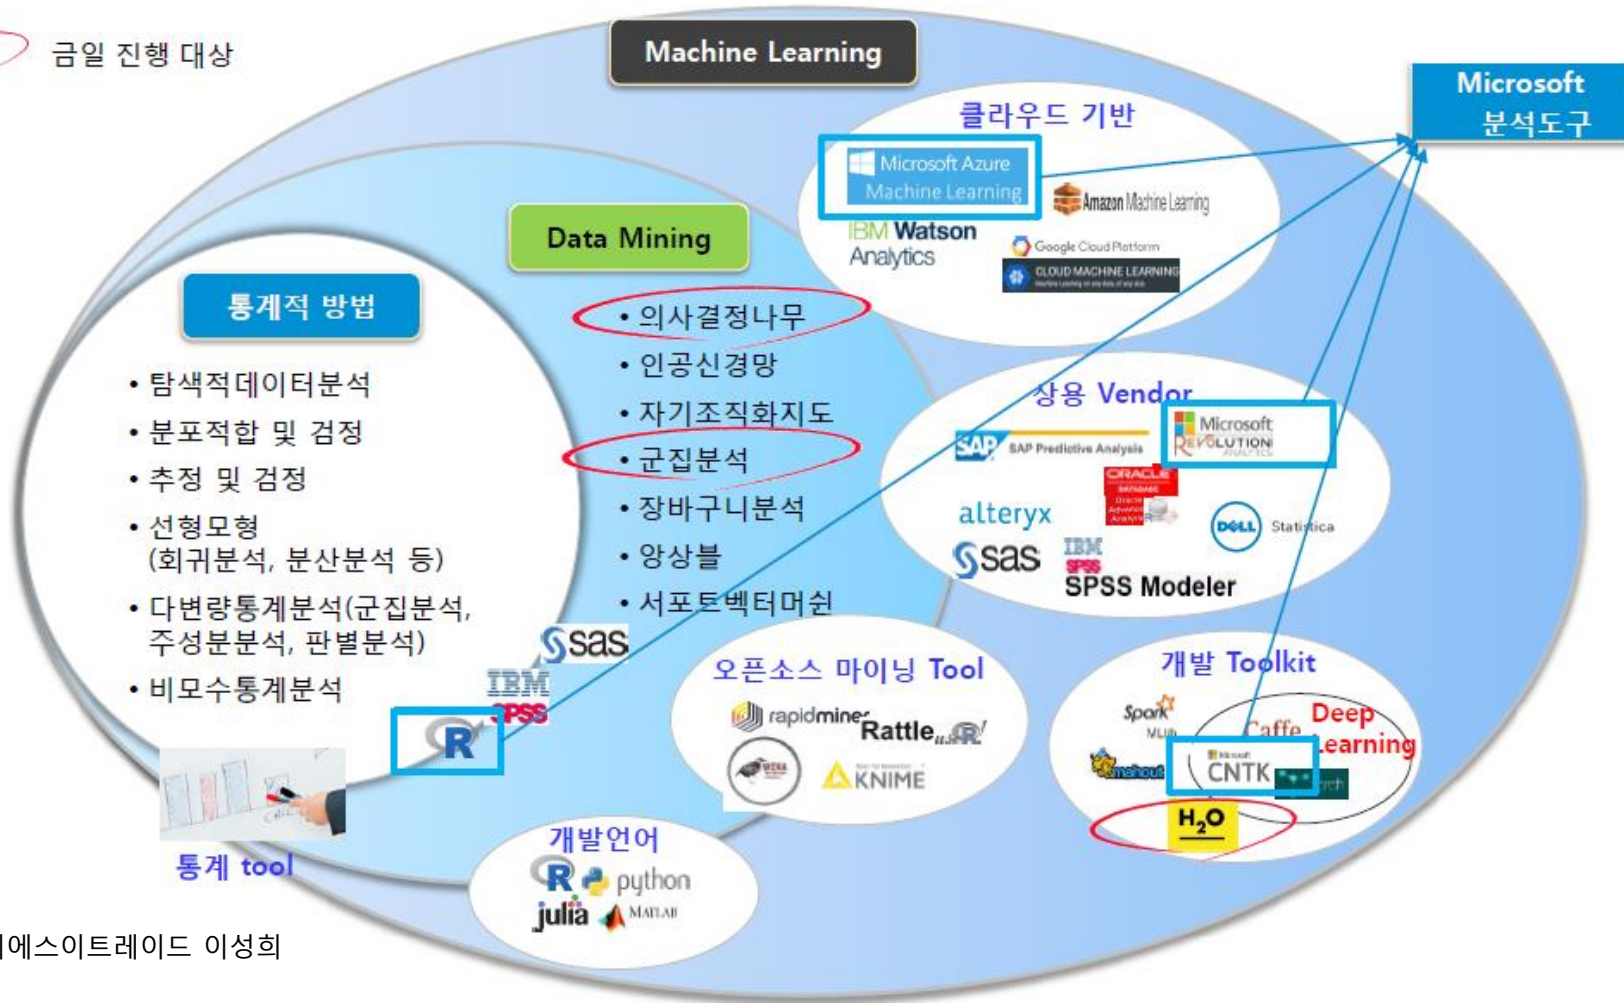 금일 진행 대상
Machine Learning
Microsoft
분석도구
클라우드 기반
Microsoft Azure
Machine Learning
Amazon Machine Learning
IBM Watson
Analytics
Google Cloud Platform
CLOUD MACHINE LEARNING
Data Mining
• 의사결정나무
• 인공신경망
• 자기조직화지도
• 군집분석
• 장바구니분석
• 앙상블
• 서포트벡터머쉰
통계적 방법
• 탐색적데이터분석
• 분포적합 및 검정
• 추정 및 검정
• 선형모형
(회귀분석, 분산분석 등)
• 다변량통계분석(군집분석,
주성분분석, 판별분석)
• 비모수통계분석
sas
IBM
SPSS
R
통계 tool
상용 Vendor
SAP SAP Predictive Analysis
Microsoft
REVOLUTION
ANALYTICS
ORACLE
DATABASE
alteryx
DELL Statistica
sas
IBM
SPSS
SPSS Modeler
오픈소스 마이닝 Tool
rapidminer
Rattle
R
WEKA
KNIME
개발 Toolkit
Spark
MLlib
Caffe
Deep
Learning
mahout
Microsoft
CNTK
H₂O
개발언어
R python
julia MATLAB
에스이트레이드 이성희